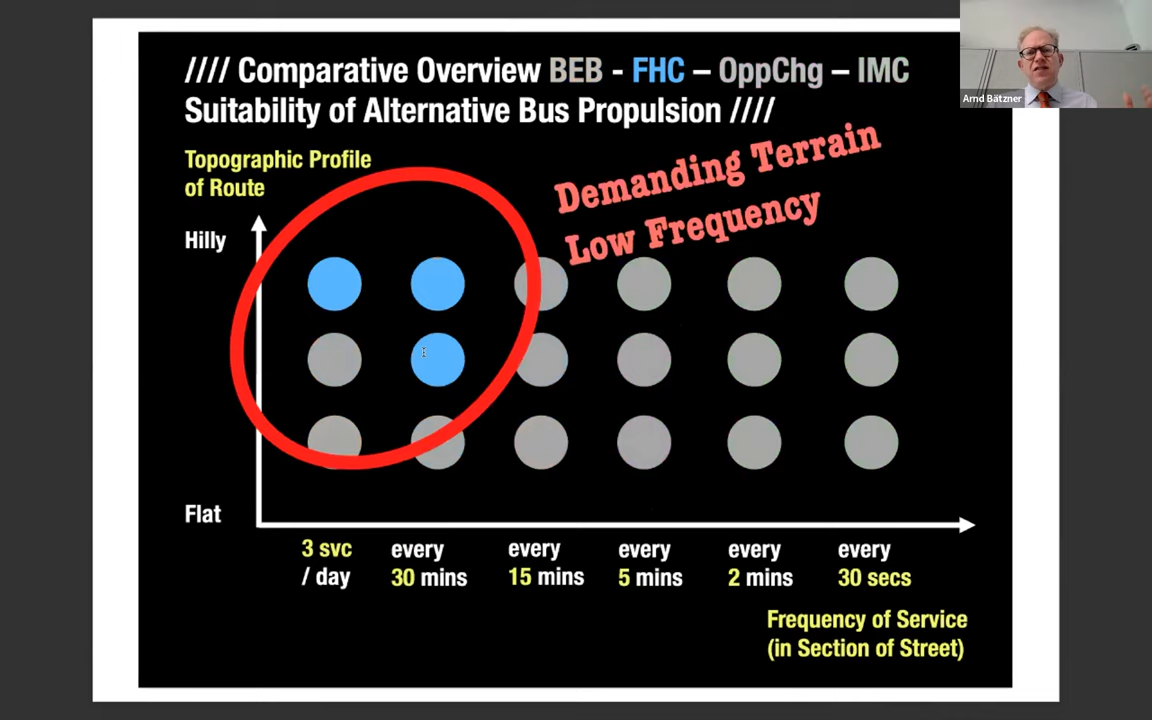 //// Comparative Overview BEB - FHC – OppChg – IMC
Suitability of Alternative Bus Propulsion ////
Arnd Bätzner
Topographic Profile
of Route
Demanding Terrain
Low Frequency
Hilly
Flat
3 svc
/ day
every
30 mins
every
15 mins
every
5 mins
every
2 mins
every
30 secs
Frequency of Service
(in Section of Street)